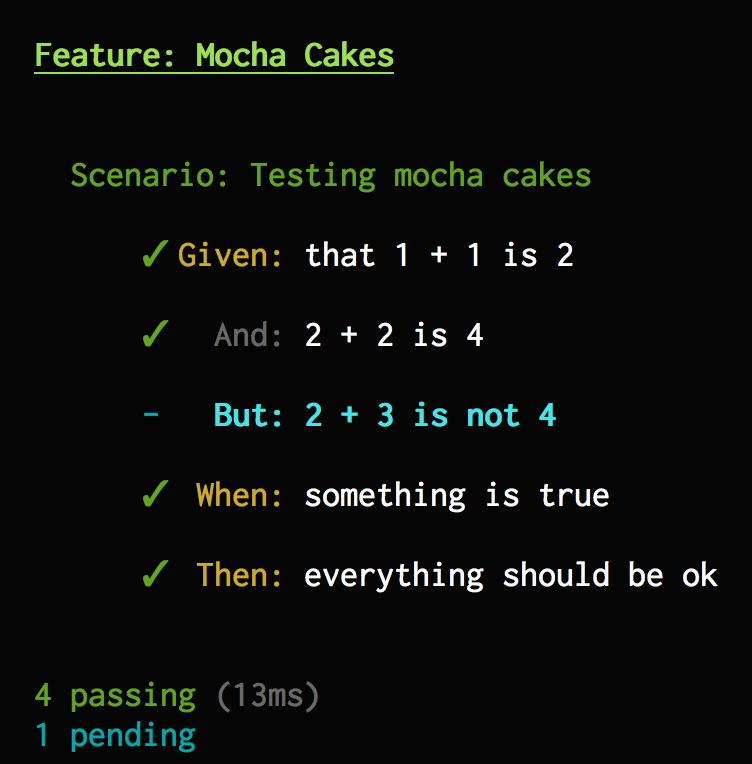 Feature: Mocha Cakes
Scenario: Testing mocha cakes
✓ Given: that 1 + 1 is 2
✓ And: 2 + 2 is 4
- But: 2 + 3 is not 4
✓ When: something is true
✓ Then: everything should be ok
4 passing (13ms)
1 pending